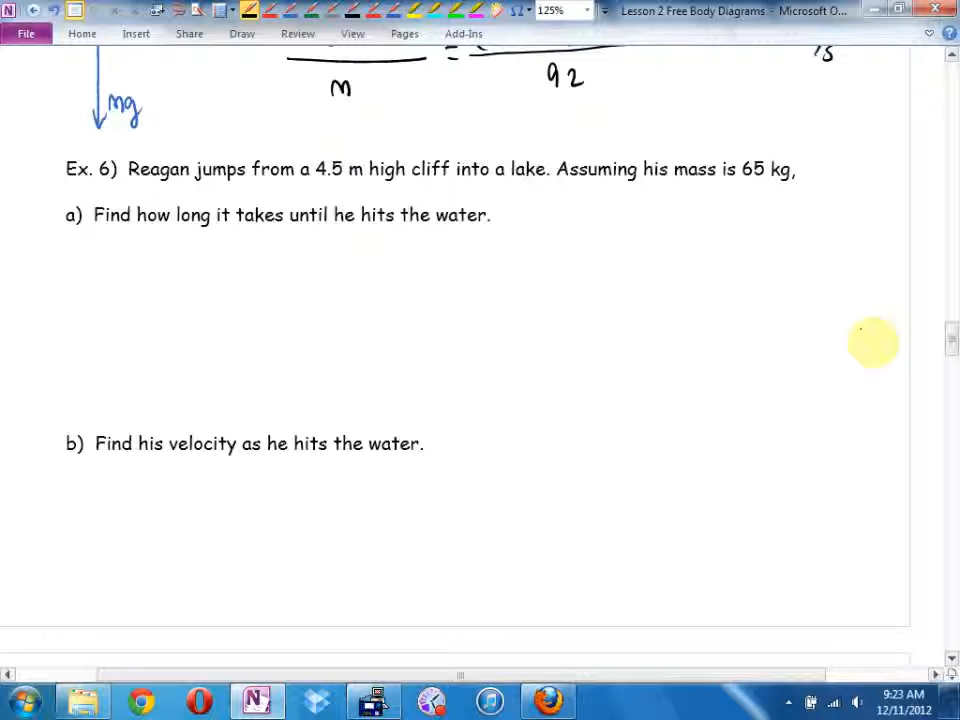 125%
Lesson 2 Free Body Diagrams - Microsoft O...
File Home Insert Draw Review Share View Pages Add-Ins
=
m
92
mg
Ex. 6) Reagan jumps from a 4.5 m high cliff into a lake. Assuming his mass is 65 kg,
a) Find how long it takes until he hits the water.
b) Find his velocity as he hits the water.
9:23 AM
12/11/2012